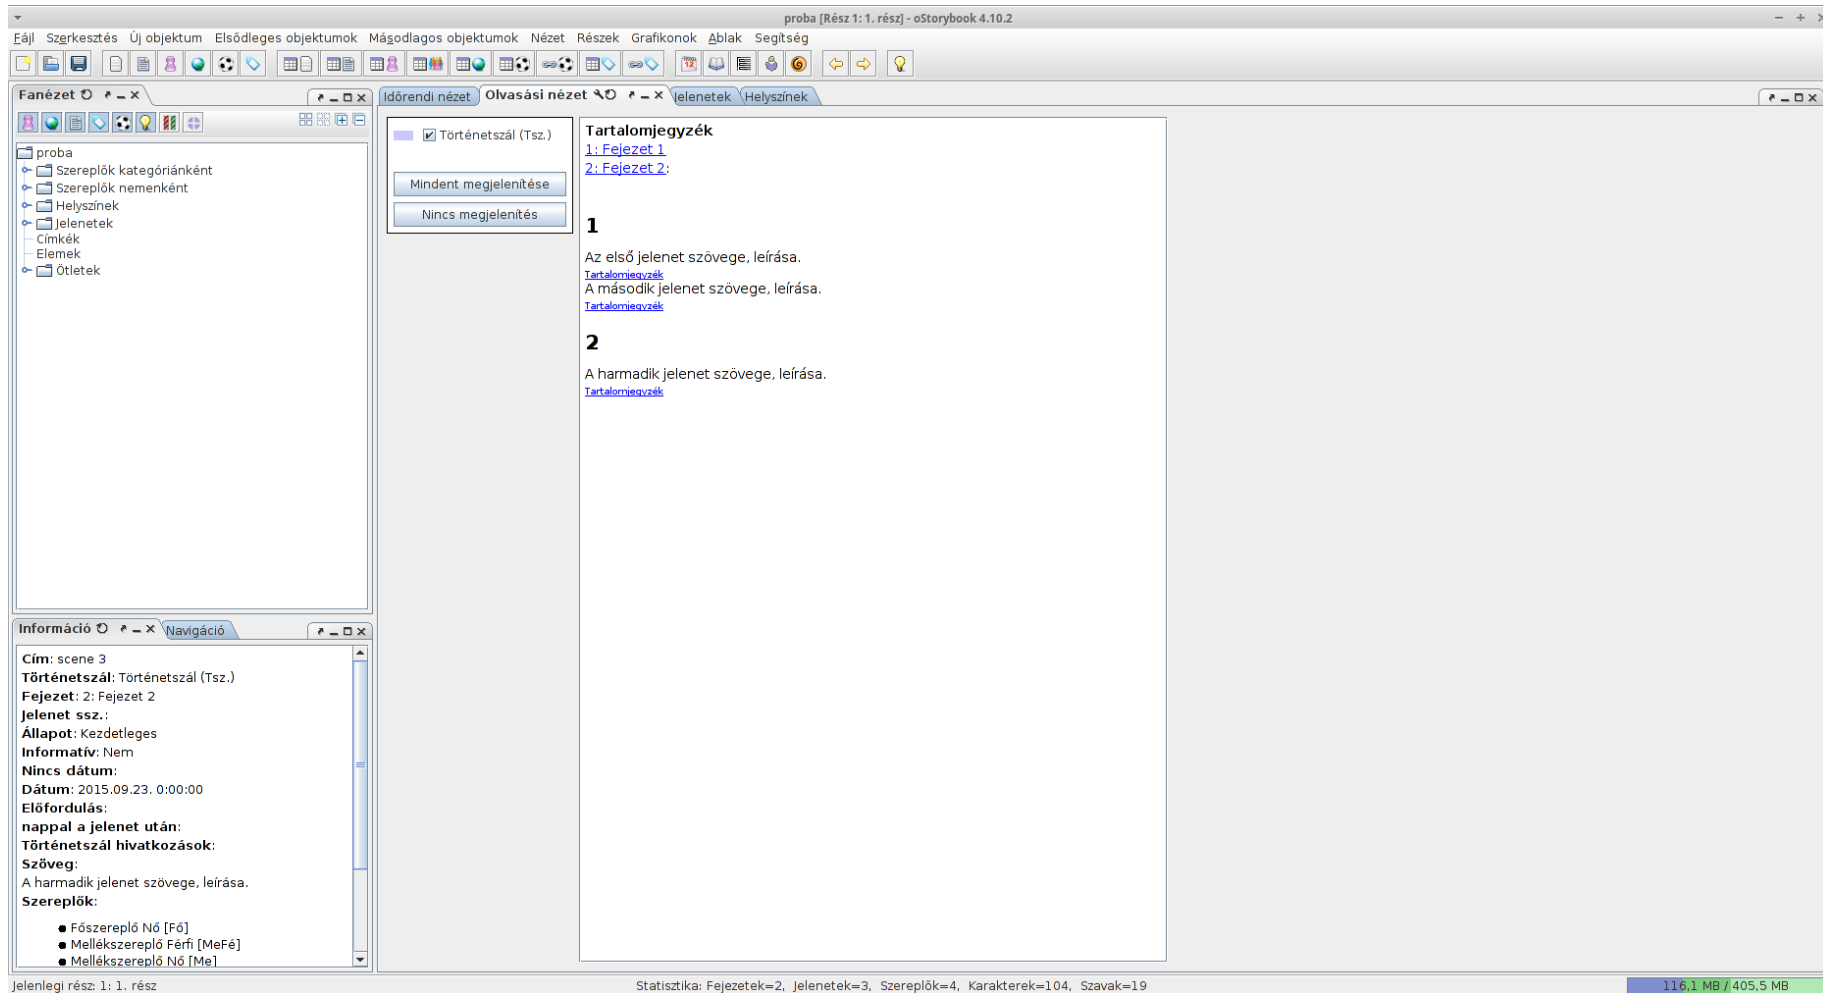 proba [Rész 1: 1. rész] - oStorybook 4.10.2
Fájl Szerkesztés Új objektum Elsődleges objektumok Másodlagos objektumok Nézet Részek Grafikonok Ablak Segítség
12
Fanézet
proba
Szereplők kategóriánként
Szereplők nemenként
Helyszínek
Jelenetek
Címkék
Elemek
Ötletek
Időrendi nézet Olvasási nézet Jelenetek Helyszínek
Történetszál (Tsz.)
Mindent megjelenítése
Nincs megjelenítés
Tartalomjegyzék
1: Fejezet 1
2: Fejezet 2:
1
Az első jelenet szövege, leírása.
Tartalomjegyzék
A második jelenet szövege, leírása.
Tartalomjegyzék
2
A harmadik jelenet szövege, leírása.
Tartalomjegyzék
Információ Navigáció
Cím: scene 3
Történetszál: Történetszál (Tsz.)
Fejezet: 2: Fejezet 2
Jelenet ssz.:
Állapot: Kezdetleges
Informatív: Nem
Nincs dátum:
Dátum: 2015.09.23. 0:00:00
Előfordulás:
nappal a jelenet után:
Történetszál hivatkozások:
Szöveg:
A harmadik jelenet szövege, leírása.
Szereplők:
Főszereplő Nő [Fő]
Mellékszereplő Férfi [MeFé]
Mellékszereplő Nő [Me]
Jelenlegi rész: 1: 1. rész
Statisztika: Fejezetek=2, Jelenetek=3, Szereplők=4, Karakterek=104, Szavak=19
116,1 MB / 405,5 MB